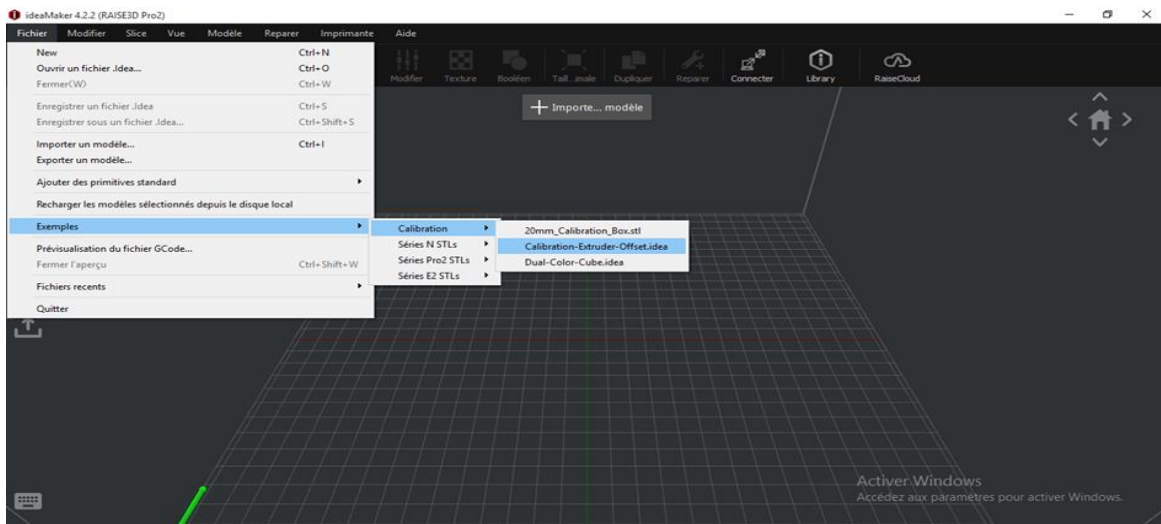 ideaMaker 4.2.2 (RAISE3D Pro2)
Fichier Modifier Slice Vue Modèle Reparer Imprimante Aide
New Ctrl+N
Ouvrir un fichier .Idea... Ctrl+O
Fermer(W) Ctrl+W
Enregistrer un fichier .Idea Ctrl+S
Enregistrer sous un fichier .Idea... Ctrl+Shift+S
Importer un modèle... Ctrl+I
Exporter un modèle...
Ajouter des primitives standard
Recharger les modèles sélectionnés depuis le disque local
Exemples
Prévisualisation du fichier GCode...
Fermer l'aperçu Ctrl+Shift+W
Fichiers recents
Quitter
Calibration
Séries N STLs
Séries Pro2 STLs
Séries E2 STLs
20mm_Calibration_Box.stl
Calibration-Extruder-Offset.idea
Dual-Color-Cube.idea
Modifier Texture Booléen Taill...imale Dupliquer Reparer Connecter Library RaiseCloud
Importe... modèle
Activer Windows
Accédez aux paramètres pour activer Windows.